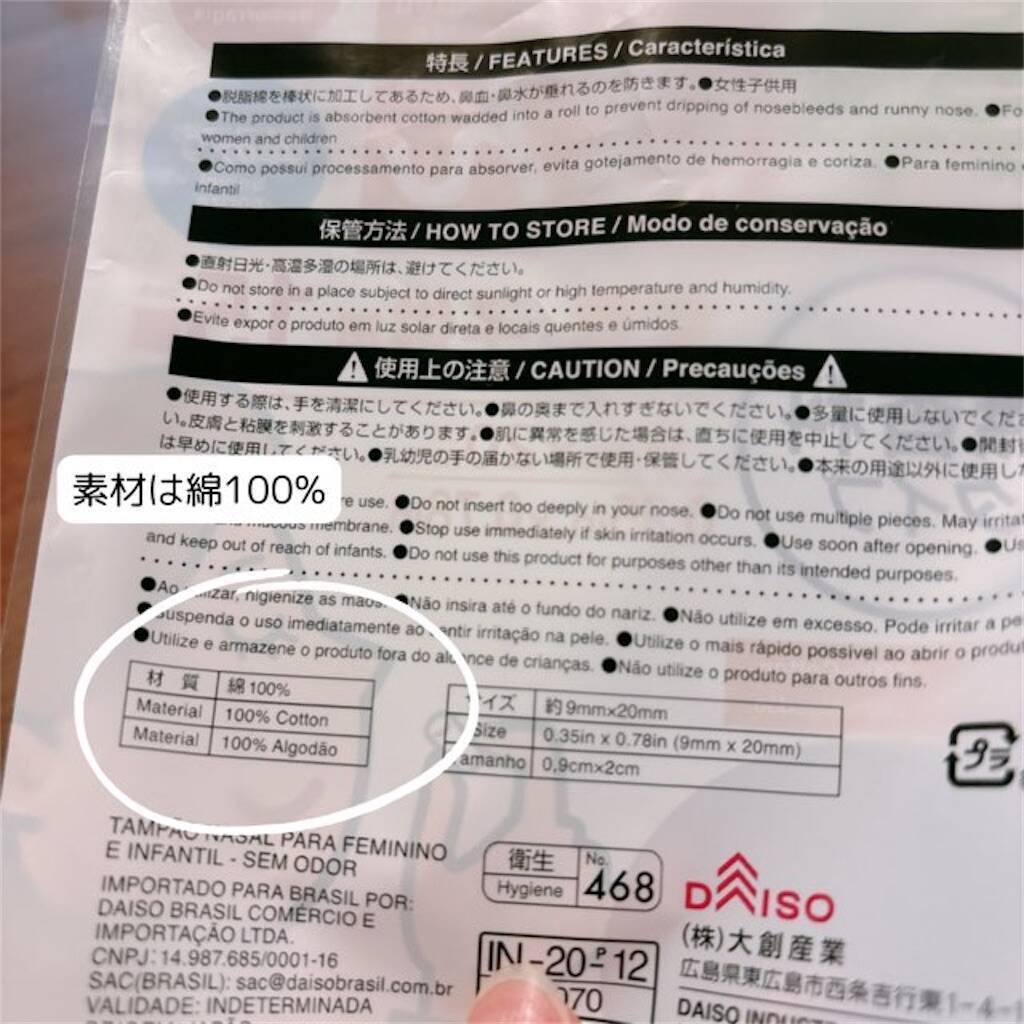 特長 / FEATURES / Característica
●脱脂綿を棒状に加工してあるため、鼻血・鼻水が垂れるのを防ぎます。●女性子供用
●The product is absorbent cotton wadded into a roll to prevent dripping of nosebleeds and runny nose. ●Fo
women and children
●Como possui processamento para absorver, evita gotejamento de hemorragia e coriza. ●Para feminino e
infantil
保管方法 / HOW TO STORE / Modo de conservação
●直射日光・高温多湿の場所は、避けてください。
●Do not store in a place subject to direct sunlight or high temperature and humidity.
●Evite expor o produto em luz solar direta e locais quentes e úmidos.
使用上の注意 / CAUTION / Precauções
●使用する際は、手を清潔にしてください。●鼻の奥まで入れすぎないでください。●多量に使用しないでくださ
い。皮膚と粘膜を刺激することがあります。●肌に異常を感じた場合は、直ちに使用を中止してください。●開封後
は早めに使用してください。●乳幼児の手の届かない場所で使用・保管してください。●本来の用途以外に使用しな
素材は綿100%
re use. ●Do not insert too deeply in your nose. ●Do not use multiple pieces. May irritat
and mucous membrane. ●Stop use immediately if skin irritation occurs. ●Use soon after opening. ●Us
and keep out of reach of infants. ●Do not use this product for purposes other than its intended purposes.
●Ao utilizar, higienize as mãos. ●Não insira até o fundo do nariz. ●Não utilize em excesso. Pode irritar a pe
●Suspenda o uso imediatamente ao sentir irritação na pele. ●Utilize o mais rápido possível ao abrir o produ
●Utilize e armazene o produto fora do alcance de crianças. ●Não utilize o produto para outros fins.
材 質 綿100%
Material 100% Cotton
Material 100% Algodão
サイズ 約9mm×20mm
Size 0.35in x 0.78in (9mm x 20mm)
Tamanho 0,9cm×2cm
プラ
TAMPÃO NASAL PARA FEMININO
E INFANTIL - SEM ODOR
IMPORTADO PARA BRASIL POR:
DAISO BRASIL COMÉRCIO E
IMPORTAÇÃO LTDA.
CNPJ: 14.987.685/0001-16
SAC(BRASIL): sac@daisobrasil.com.br
VALIDADE: INDETERMINADA
衛生 No. 468
Hygiene
IN-20-P12
070
DAISO
(株)大創産業
広島県東広島市西条吉行東1-4-1
DAISO INDUST